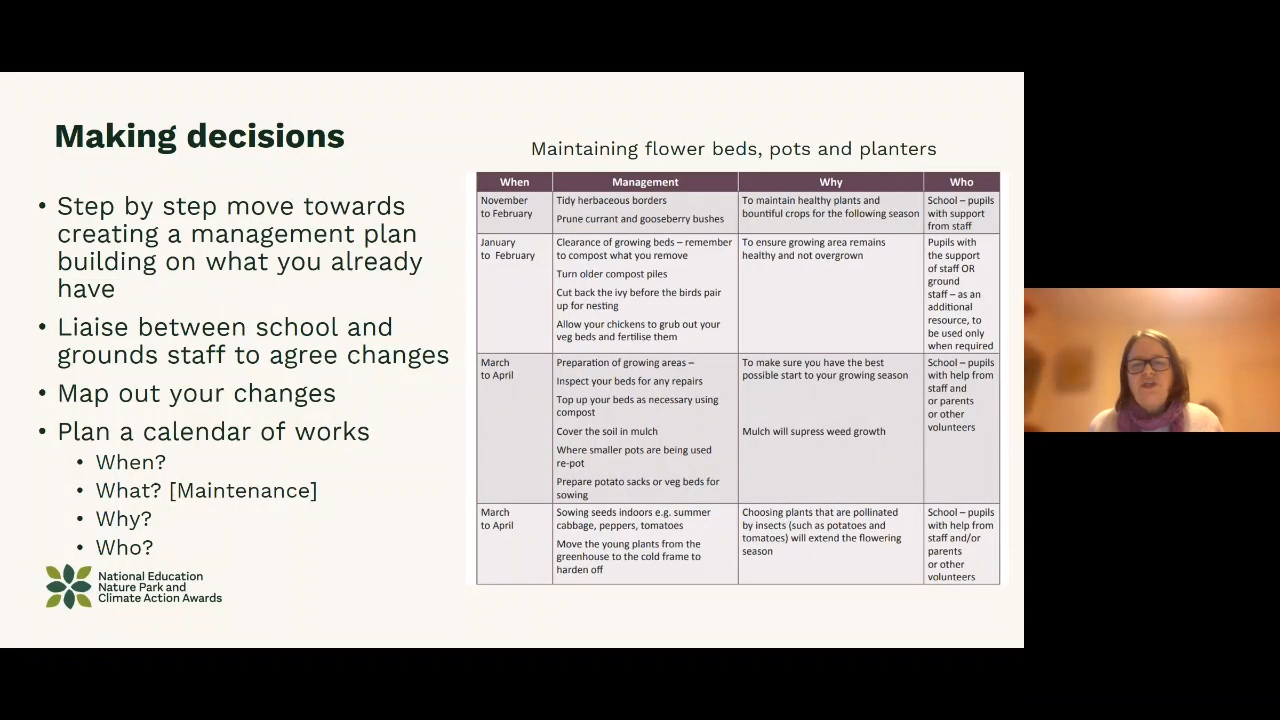 Making decisions
• Step by step move towards
creating a management plan
building on what you already
have
• Liaise between school and
grounds staff to agree changes
• Map out your changes
• Plan a calendar of works
• When?
• What? [Maintenance]
• Why?
• Who?
National Education
Nature Park and
Climate Action Awards
Maintaining flower beds, pots and planters
When Management Why Who
November
to February
Tidy herbaceous borders
Prune currant and gooseberry bushes
To maintain healthy plants and
bountiful crops for the following season
School – pupils
with support
from staff
January
to February
Clearance of growing beds – remember
to compost what you remove
Turn older compost piles
Cut back the ivy before the birds pair
up for nesting
Allow your chickens to grub out your
veg beds and fertilise them
To ensure growing area remains
healthy and not overgrown
Pupils with
the support
of staff OR
ground
staff – as an
additional
resource, to
be used only
when required
March
to April
Preparation of growing areas –
Inspect your beds for any repairs
Top up your beds as necessary using
compost
Cover the soil in mulch
Where smaller pots are being used
re-pot
Prepare potato sacks or veg beds for
sowing
To make sure you have the best
possible start to your growing season
Mulch will supress weed growth
School – pupils
with help from
staff and
or parents
or other
volunteers
March
to April
Sowing seeds indoors e.g. summer
cabbage, peppers, tomatoes
Move the young plants from the
greenhouse to the cold frame to
harden off
Choosing plants that are pollinated
by insects (such as potatoes and
tomatoes) will extend the flowering
season
School – pupils
with help from
staff and/or
parents
or other
volunteers